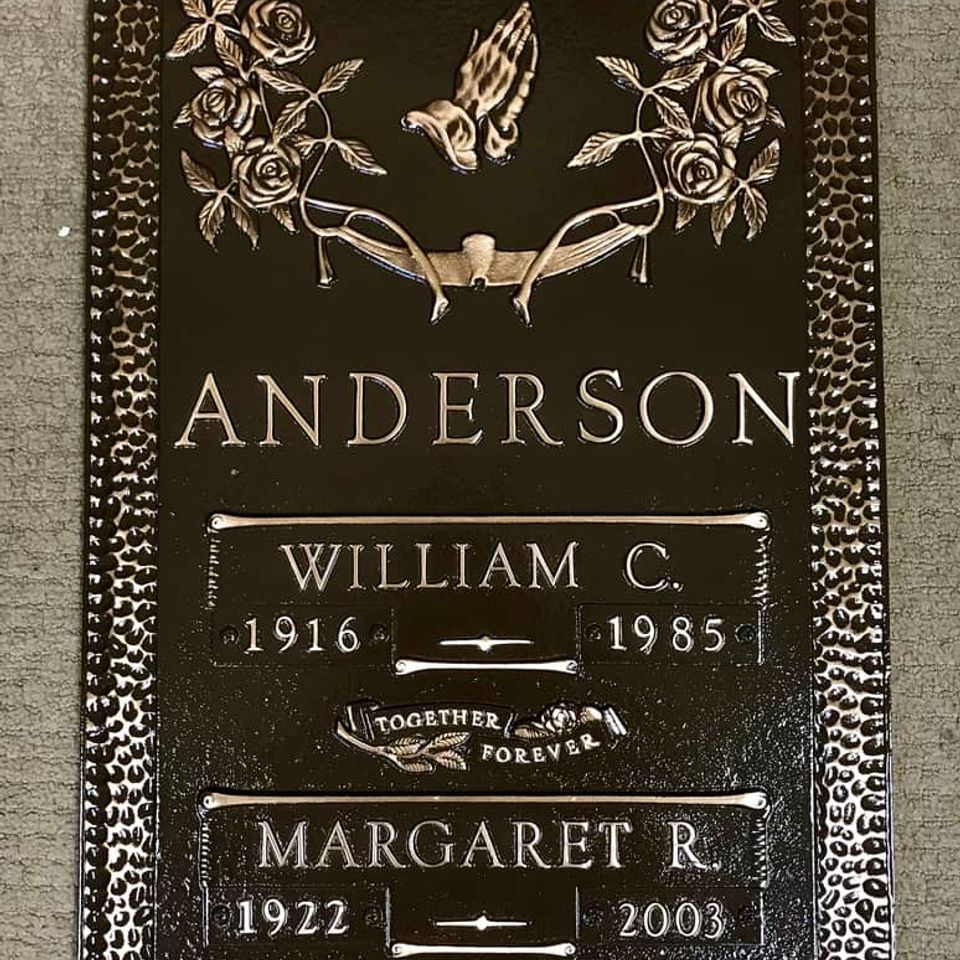 ANDERSON
WILLIAM C.
1916 1985
TOGETHER
FOREVER
MARGARET R.
1922 2003